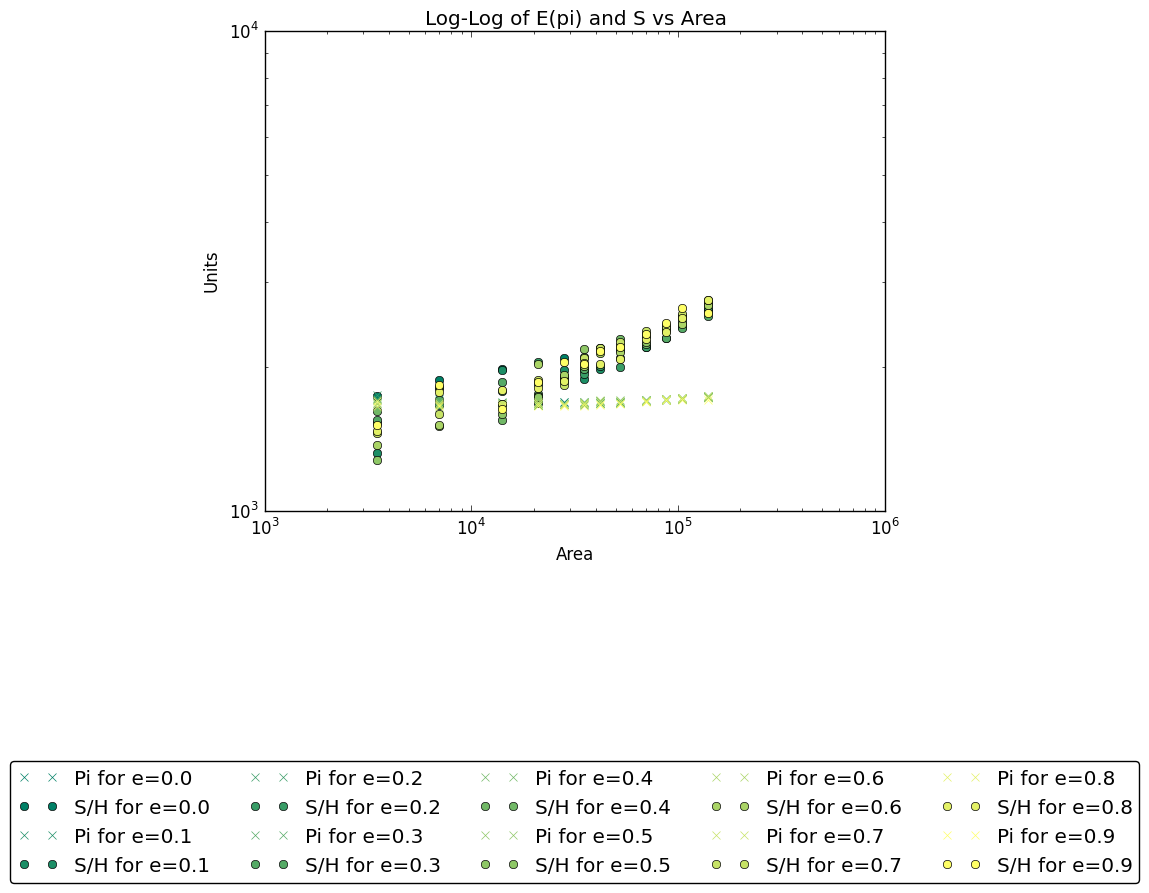 Log-Log of E(pi) and S vs Area
10^4
Units
10^3
10^3 10^4 10^5 10^6
Area
Pi for e=0.0 Pi for e=0.2 Pi for e=0.4 Pi for e=0.6 Pi for e=0.8
S/H for e=0.0 S/H for e=0.2 S/H for e=0.4 S/H for e=0.6 S/H for e=0.8
Pi for e=0.1 Pi for e=0.3 Pi for e=0.5 Pi for e=0.7 Pi for e=0.9
S/H for e=0.1 S/H for e=0.3 S/H for e=0.5 S/H for e=0.7 S/H for e=0.9